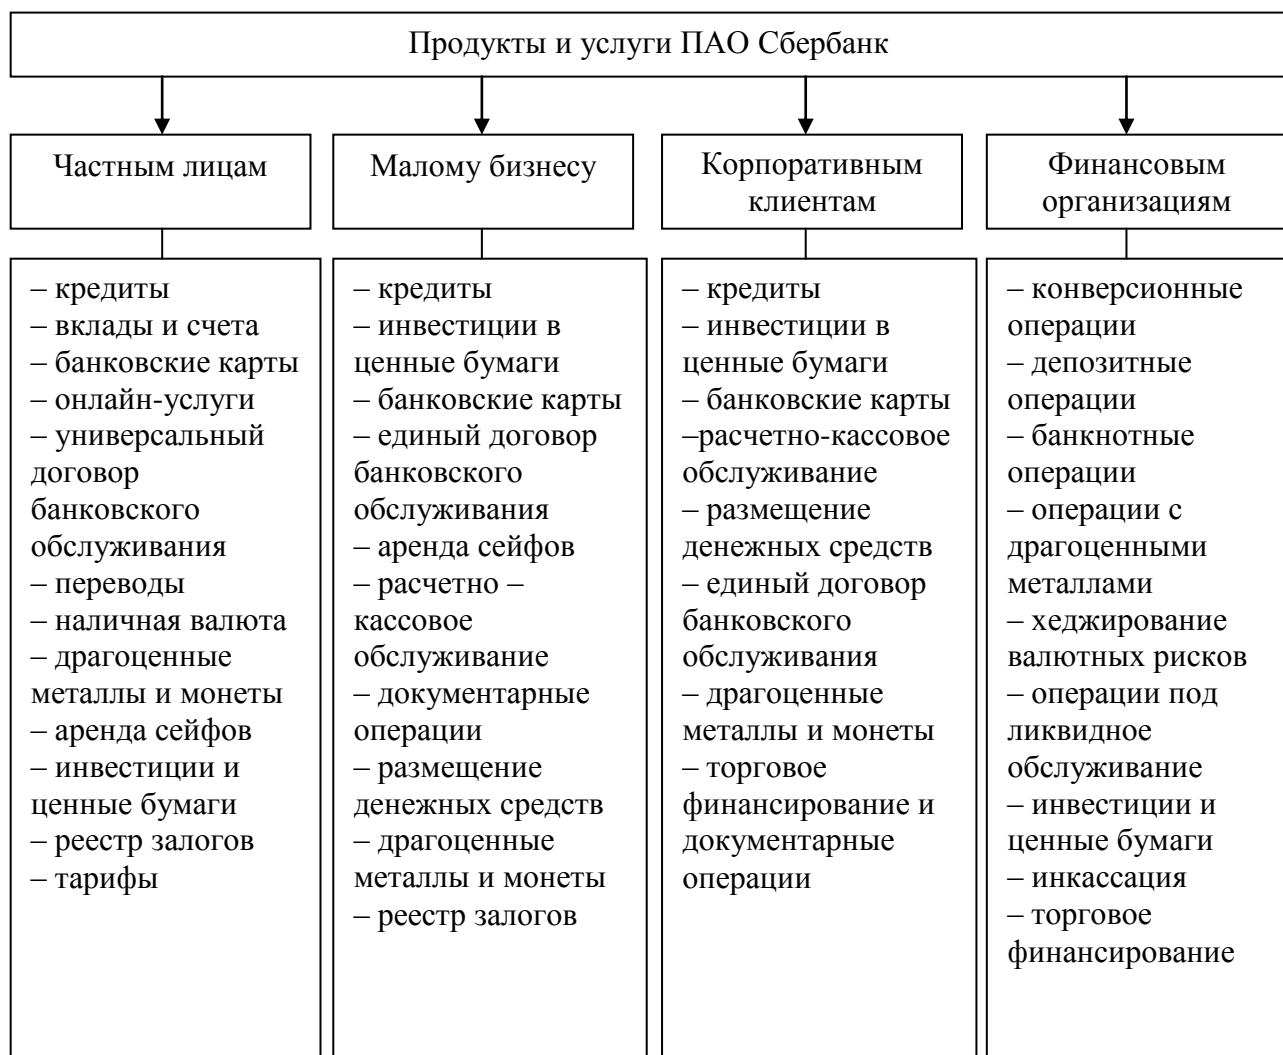 Продукты и услуги ПАО Сбербанк
Частным лицам
– кредиты
– вклады и счета
– банковские карты
– онлайн-услуги
– универсальный
договор
банковского
обслуживания
– переводы
– наличная валюта
– драгоценные
металлы и монеты
– аренда сейфов
– инвестиции и
ценные бумаги
– реестр залогов
– тарифы
Малому бизнесу
– кредиты
– инвестиции в
ценные бумаги
– банковские карты
– единый договор
банковского
обслуживания
– аренда сейфов
– расчетно –
кассовое
обслуживание
– документарные
операции
– размещение
денежных средств
– драгоценные
металлы и монеты
– реестр залогов
Корпоративным
клиентам
– кредиты
– инвестиции в
ценные бумаги
– банковские карты
–расчетно-кассовое
обслуживание
– размещение
денежных средств
– единый договор
банковского
обслуживания
– драгоценные
металлы и монеты
– торговое
финансирование и
документарные
операции
Финансовым
организациям
– конверсионные
операции
– депозитные
операции
– банкнотные
операции
– операции с
драгоценными
металлами
– хеджирование
валютных рисков
– операции под
ликвидное
обслуживание
– инвестиции и
ценные бумаги
– инкассация
– торговое
финансирование